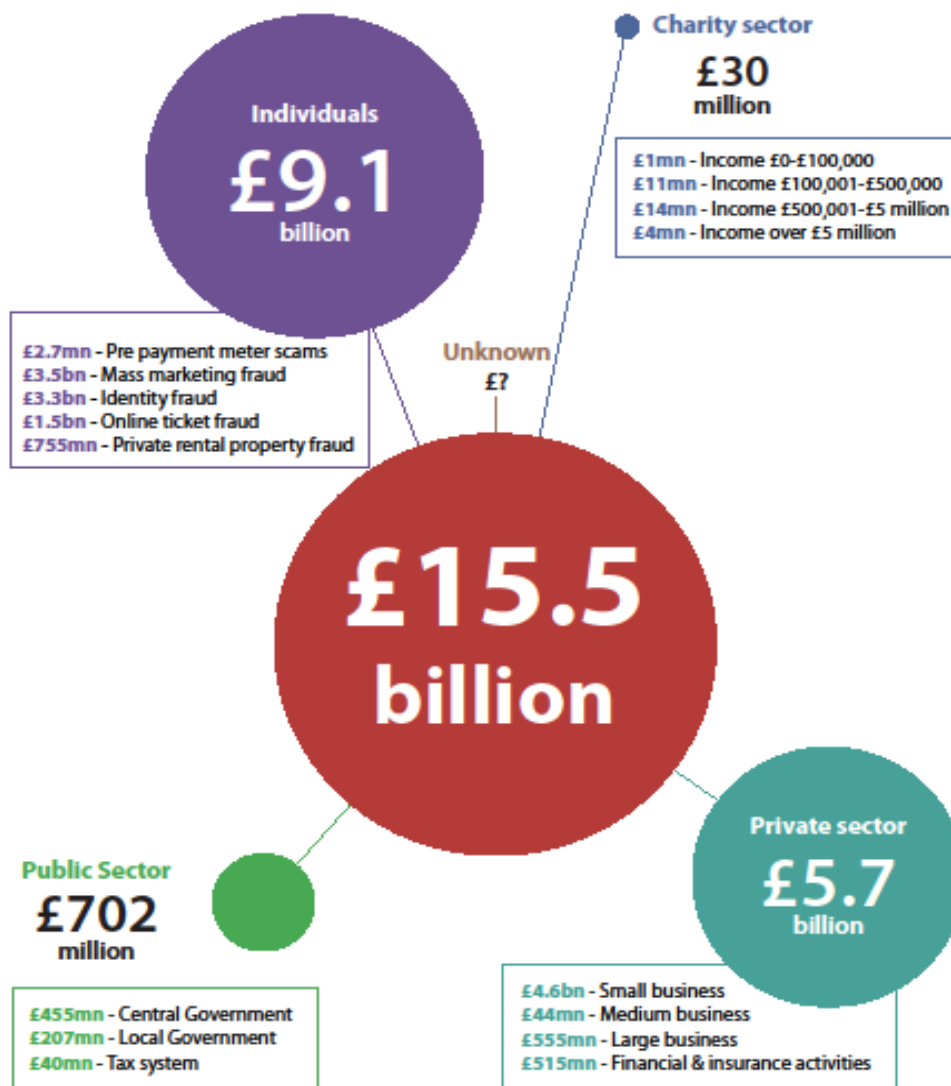 Individuals
£9.1
billion
£2.7mn - Pre payment meter scams
£3.5bn - Mass marketing fraud
£3.3bn - Identity fraud
£1.5bn - Online ticket fraud
£755mn - Private rental property fraud
Charity sector
£30
million
£1mn - Income £0-£100,000
£11mn - Income £100,001-£500,000
£14mn - Income £500,001-£5 million
£4mn - Income over £5 million
Unknown
£?
£15.5
billion
Public Sector
£702
million
£455mn - Central Government
£207mn - Local Government
£40mn - Tax system
Private sector
£5.7
billion
£4.6bn - Small business
£44mn - Medium business
£555mn - Large business
£515mn - Financial & insurance activities